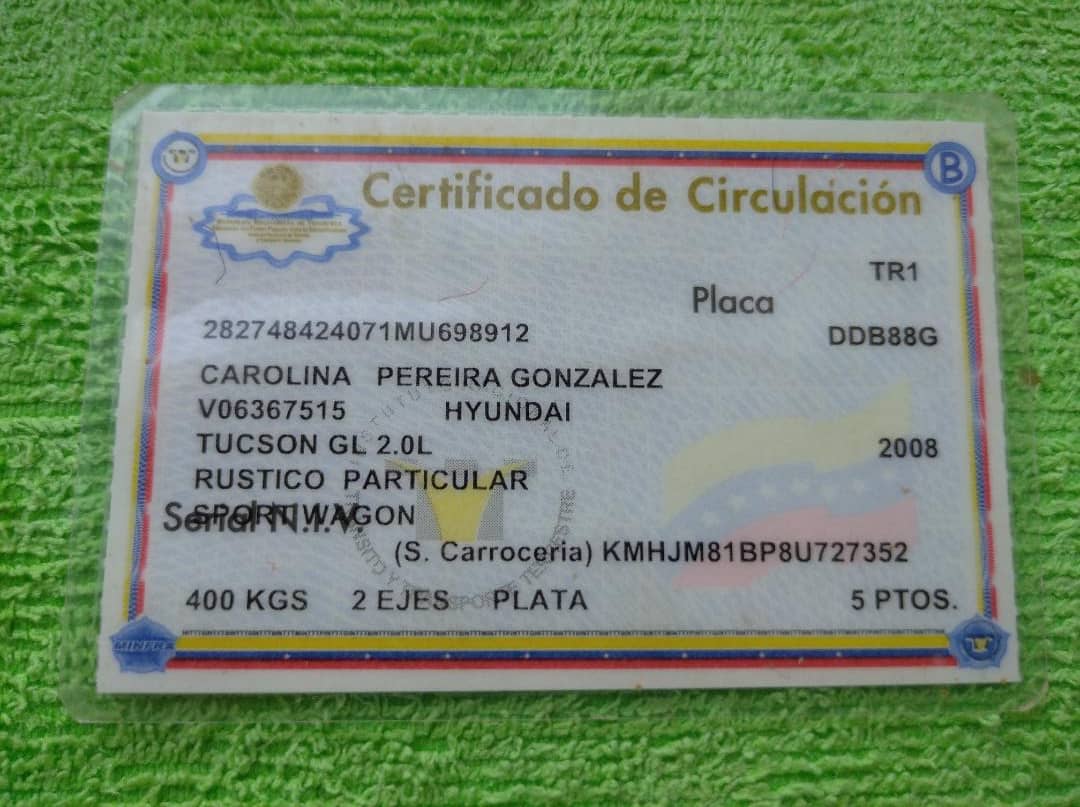 B
Certificado de Circulación
TR1
Placa
282748424071MU698912
DDB88G
CAROLINA PEREIRA GONZALEZ
V06367515 HYUNDAI
TUCSON GL 2.0L 2008
RUSTICO PARTICULAR
Serial N.I.V.
SPORT WAGON
(S. Carroceria) KMHJM81BP8U727352
400 KGS 2 EJES PLATA 5 PTOS.